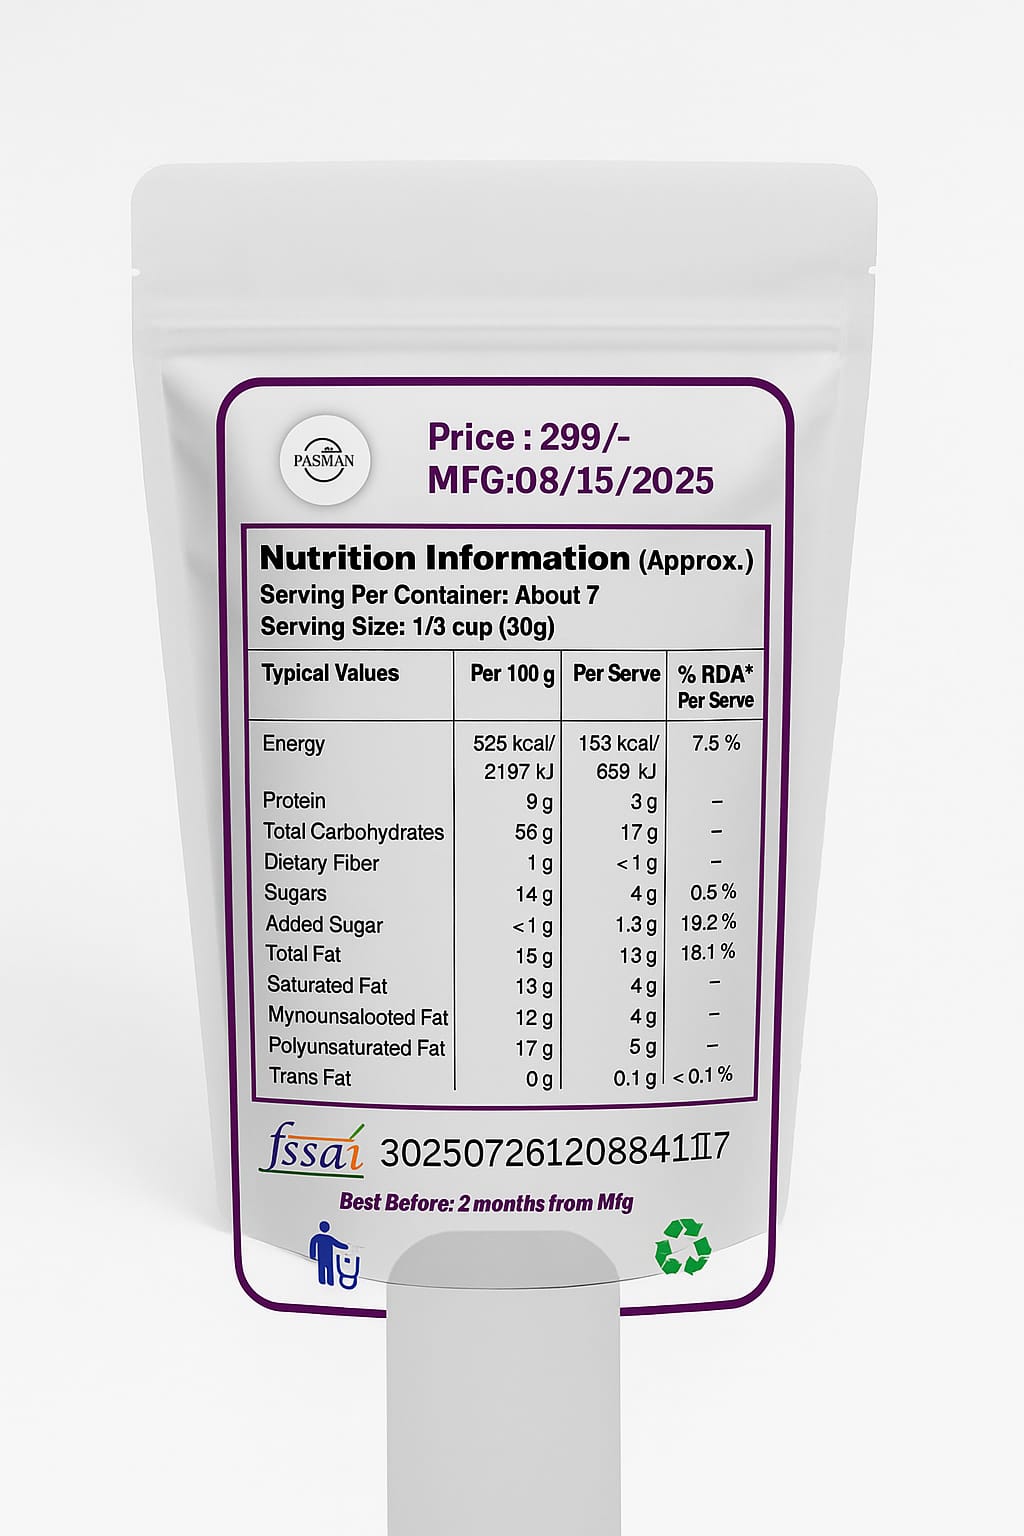 PASMAN
Price : 299/-
MFG:08/15/2025
Nutrition Information (Approx.)
Serving Per Container: About 7
Serving Size: 1/3 cup (30g)
Typical Values Per 100 g Per Serve % RDA*
Per Serve
Energy 525 kcal/ 153 kcal/ 7.5 %
2197 kJ 659 kJ
Protein 9 g 3 g –
Total Carbohydrates 56 g 17 g –
Dietary Fiber 1 g <1 g –
Sugars 14 g 4 g 0.5 %
Added Sugar <1 g 1.3 g 19.2 %
Total Fat 15 g 13 g 18.1 %
Saturated Fat 13 g 4 g –
Mynounsalooted Fat 12 g 4 g –
Polyunsaturated Fat 17 g 5 g –
Trans Fat 0 g 0.1 g <0.1 %
fssai
Best Before: 2 months from Mfg